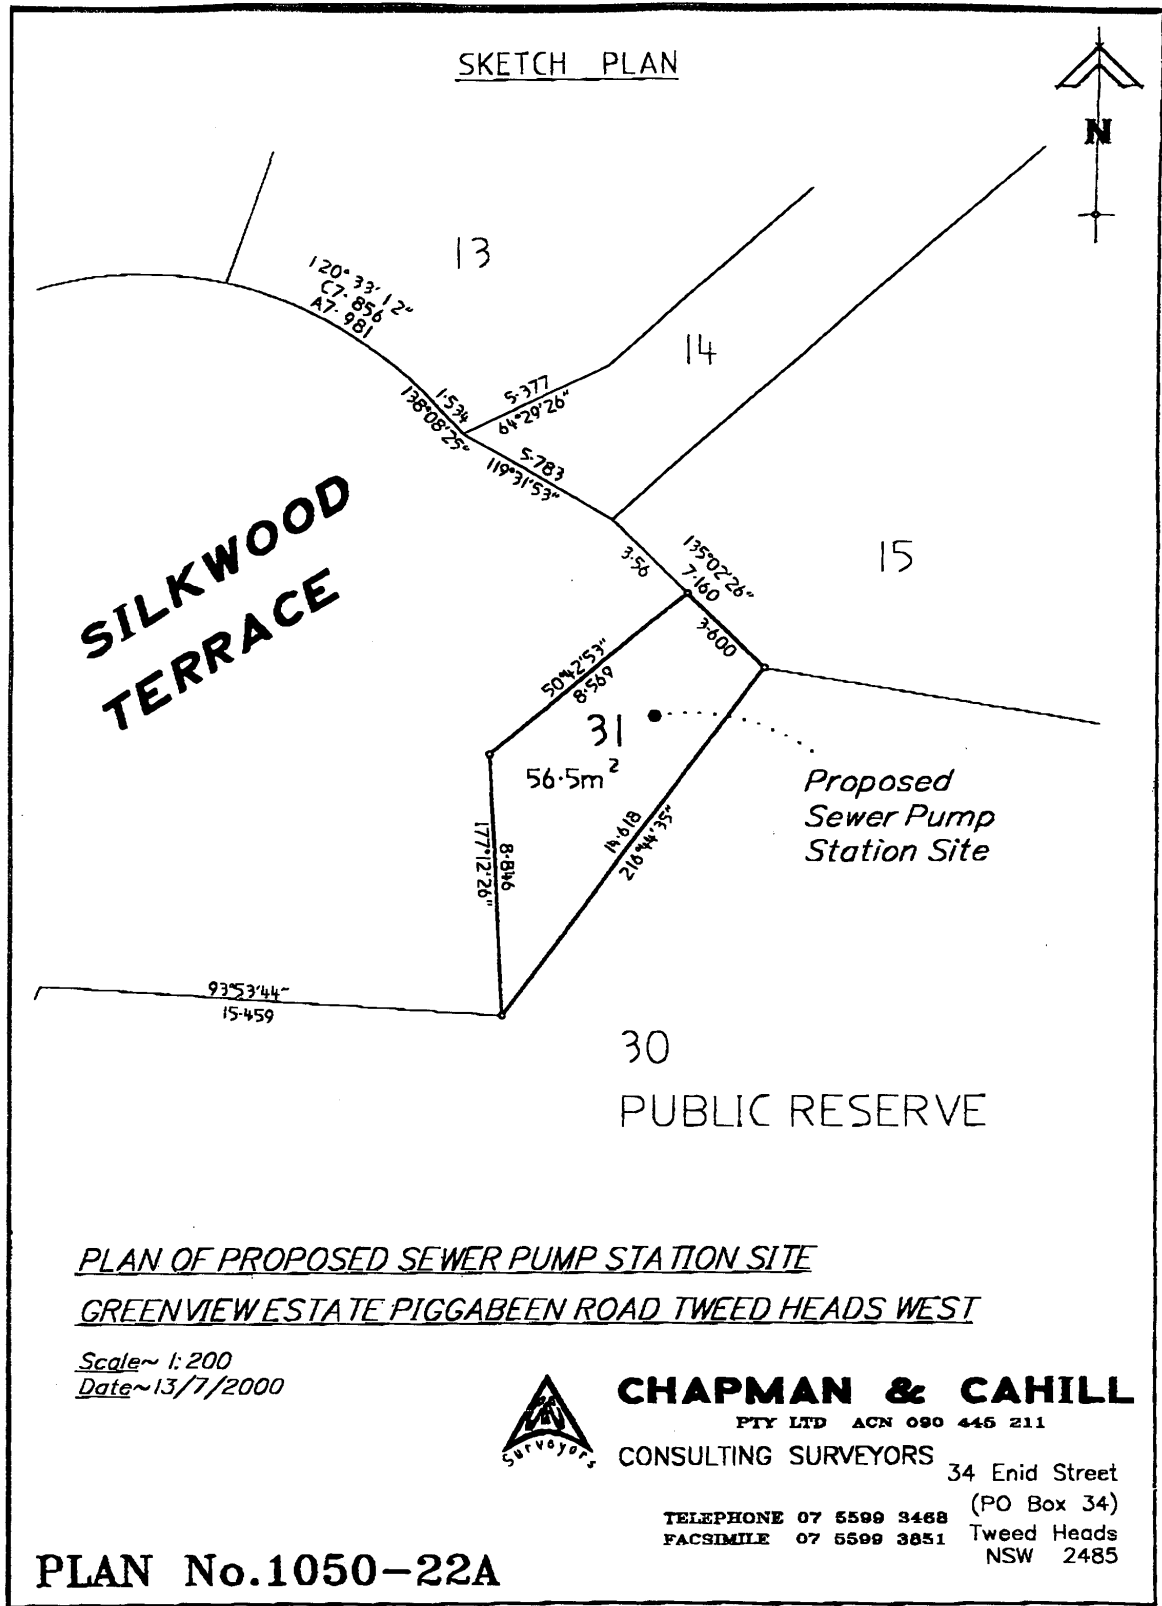 SKETCH PLAN
N
13
120° 33' 12"
C7·856
A7·981
14
5·377
64°29'26"
1·534
138°08'25"
5·783
119°31'53"
SILKWOOD
TERRACE
15
3·56
135°02'26"
7·160
3·600
50°42'53"
8·569
31
56·5m²
Proposed
Sewer Pump
Station Site
14·618
216°44'35"
8·846
177°12'26"
93°53'44"
15·459
30
PUBLIC RESERVE
PLAN OF PROPOSED SEWER PUMP STATION SITE
GREENVIEW ESTATE PIGGABEEN ROAD TWEED HEADS WEST
Scale~ 1:200
Date~13/7/2000
Surveyors
CHAPMAN & CAHILL
PTY LTD ACN 090 445 211
CONSULTING SURVEYORS
34 Enid Street
(PO Box 34)
Tweed Heads
NSW 2485
TELEPHONE 07 5599 3468
FACSIMILE 07 5599 3851
PLAN No.1050-22A